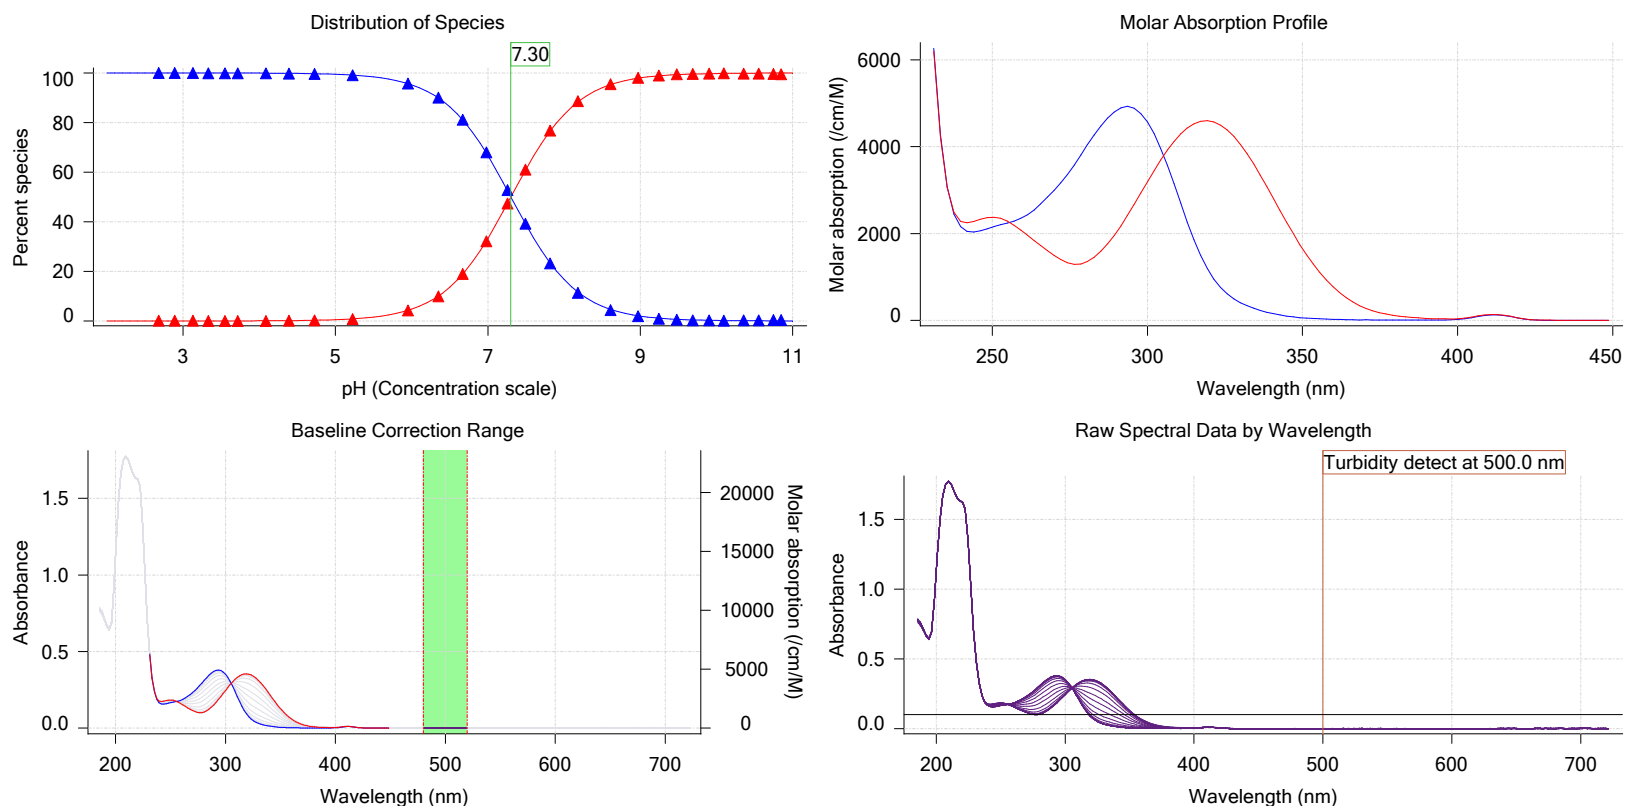 Distribution of Species
7.30
100
80
60
40
20
0
Percent species
3 5 7 9 11
pH (Concentration scale)
Molar Absorption Profile
6000
4000
2000
0
Molar absorption (/cm/M)
250 300 350 400 450
Wavelength (nm)
Baseline Correction Range
1.5
1.0
0.5
0.0
Absorbance
20000
15000
10000
5000
0
Molar absorption (/cm/M)
200 300 400 500 600 700
Wavelength (nm)
Raw Spectral Data by Wavelength
Turbidity detect at 500.0 nm
1.5
1.0
0.5
0.0
Absorbance
200 300 400 500 600 700
Wavelength (nm)